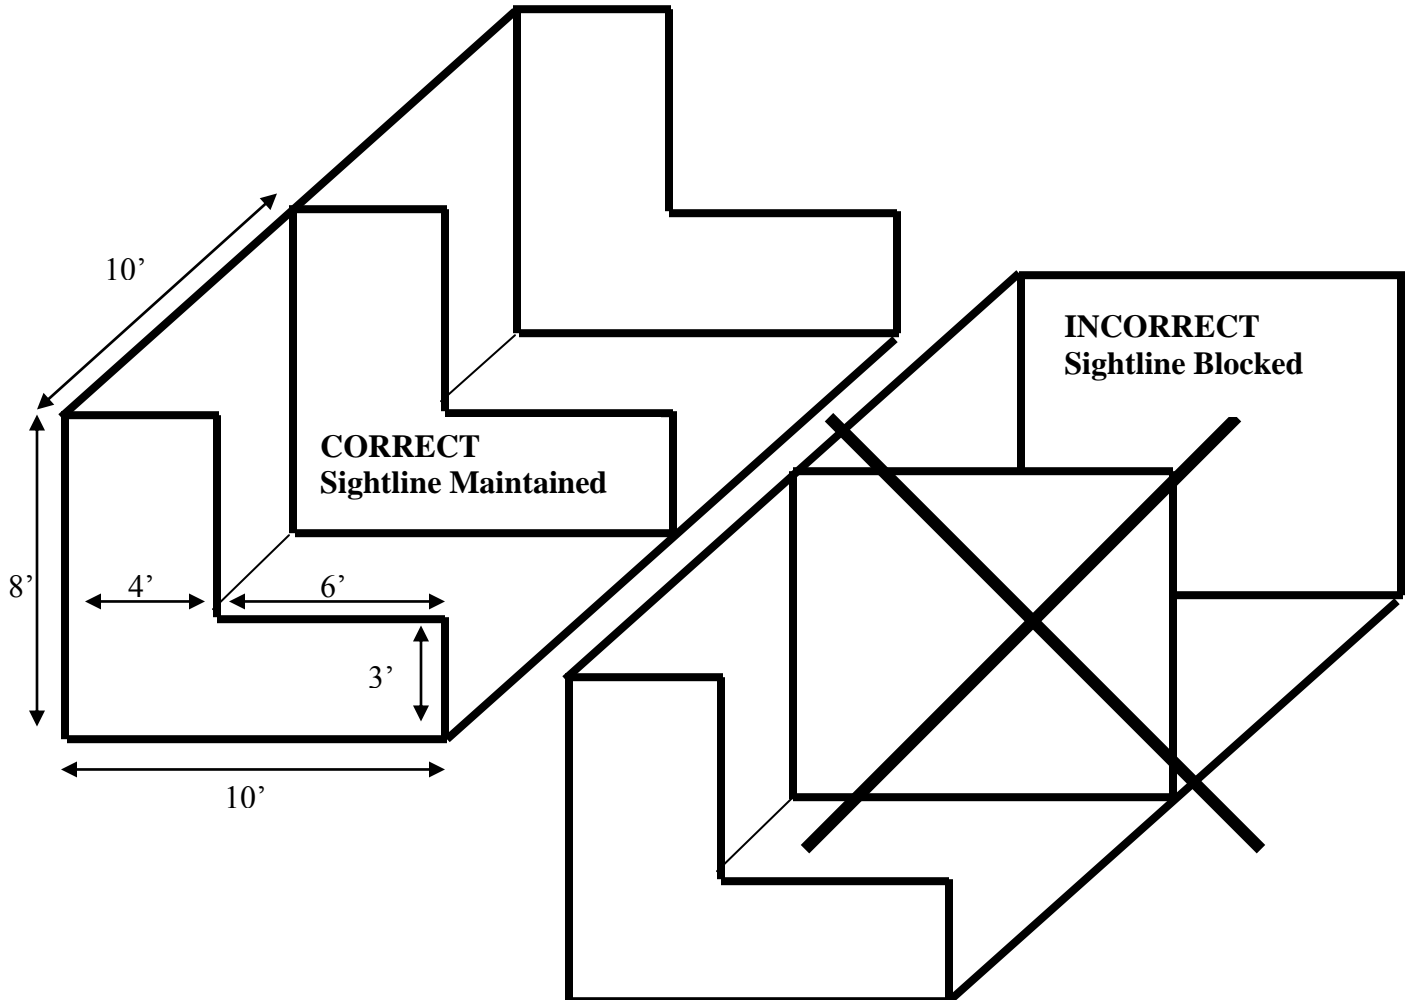 10’
INCORRECT
Sightline Blocked
CORRECT
Sightline Maintained
8’
4’
6’
3’
10’